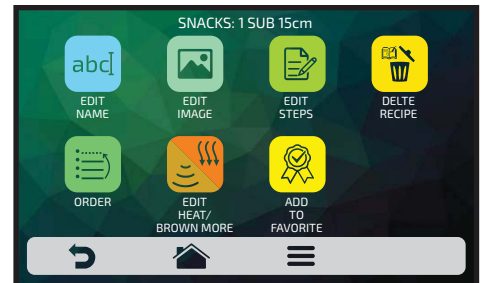 SNACKS: 1 SUB 15cm
abc
EDIT
NAME
EDIT
IMAGE
EDIT
STEPS
DELTE
RECIPE
ORDER
EDIT
HEAT/
BROWN MORE
ADD
TO
FAVORITE